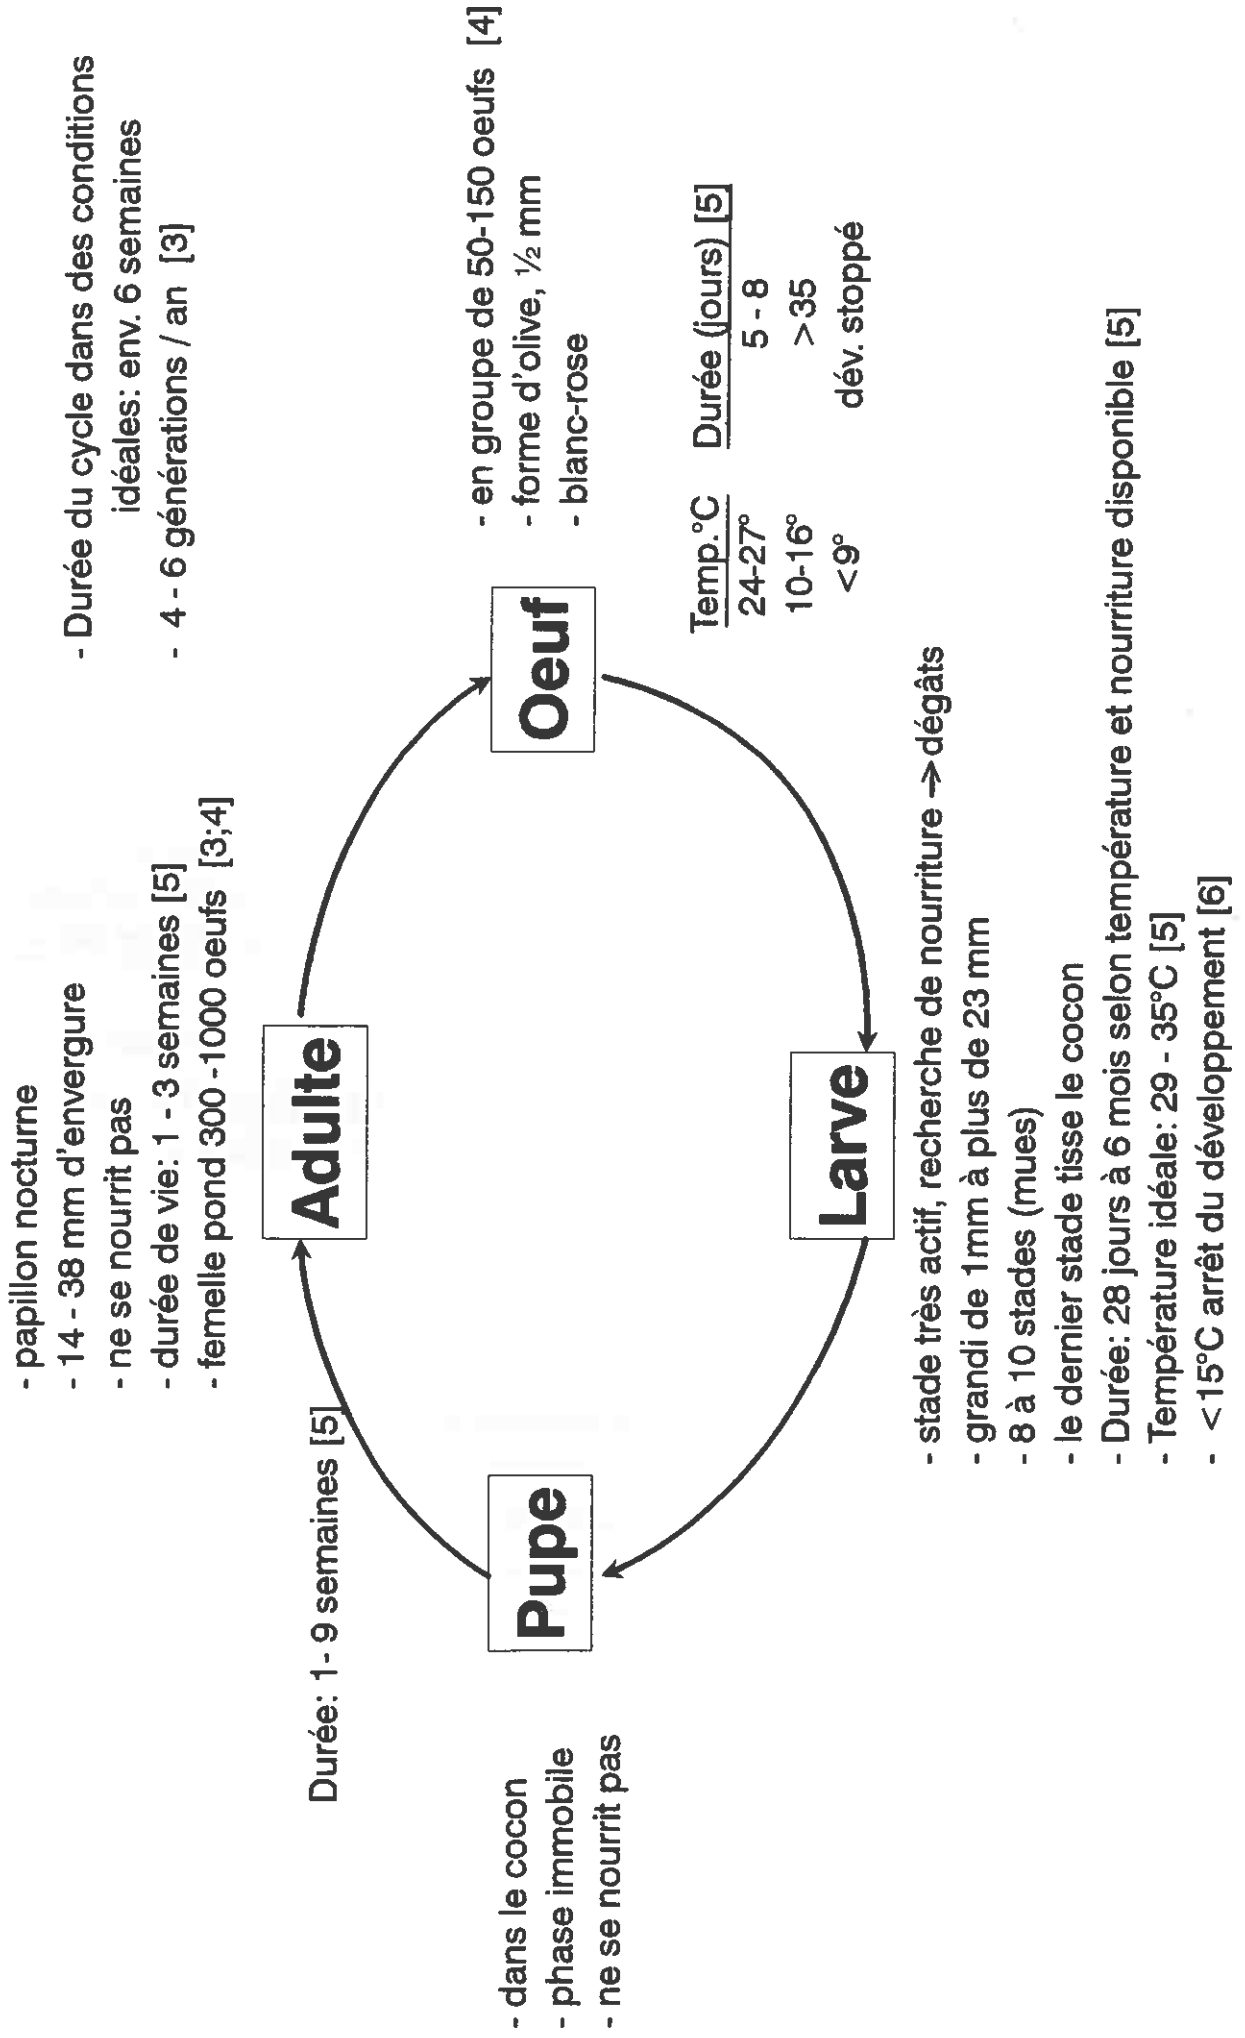 - papillon nocturne
- 14 - 38 mm d'envergure
- ne se nourrit pas
- durée de vie: 1 - 3 semaines [5]
- femelle pond 300 -1000 oeufs [3;4]
- Durée du cycle dans des conditions
idéales: env. 6 semaines
- 4 - 6 générations / an [3]
Adulte
Durée: 1- 9 semaines [5]
Pupe
- dans le cocon
- phase immobile
- ne se nourrit pas
Oeuf
- en groupe de 50-150 oeufs [4]
- forme d'olive, ½ mm
- blanc-rose
Temp.°C Durée (jours) [5]
24-27° 5 - 8
10-16° >35
<9° dév. stoppé
Larve
- stade très actif, recherche de nourriture → dégâts
- grandi de 1mm à plus de 23 mm
- 8 à 10 stades (mues)
- le dernier stade tisse le cocon
- Durée: 28 jours à 6 mois selon température et nourriture disponible [5]
- Température idéale: 29 - 35°C [5]
- <15°C arrêt du développement [6]